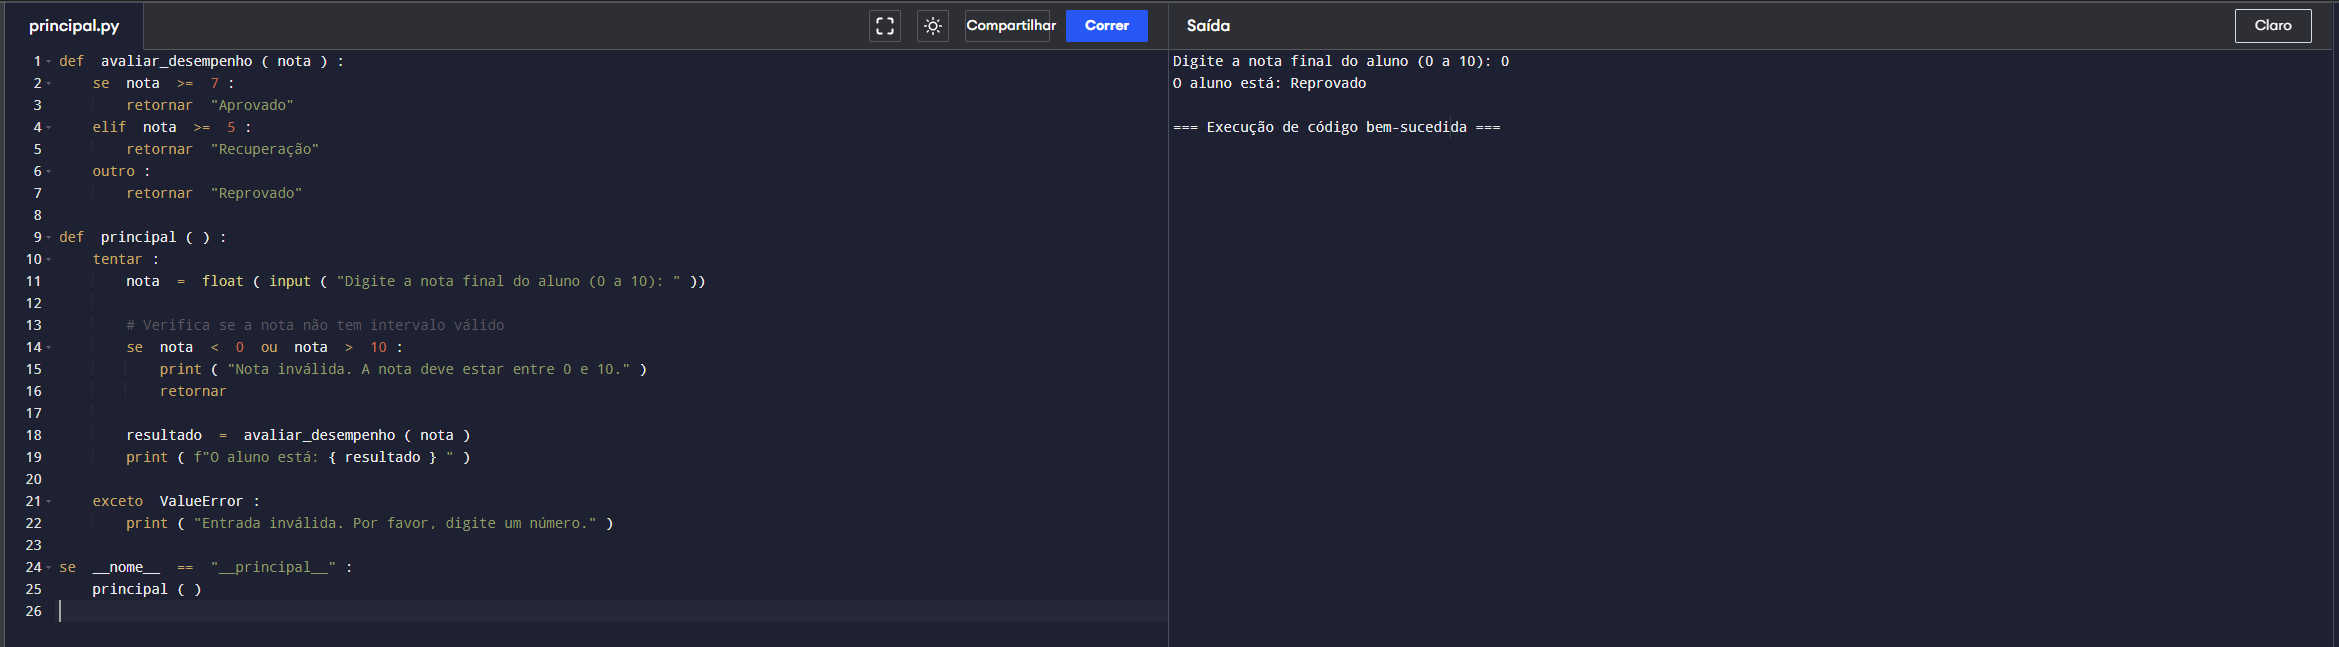 principal.py Compartilhar Correr Saída Claro
1 def avaliar_desempenho ( nota ) :
2 se nota >= 7 :
3 retornar "Aprovado"
4 elif nota >= 5 :
5 retornar "Recuperação"
6 outro :
7 retornar "Reprovado"
8
9 def principal ( ) :
10 tentar :
11 nota = float ( input ( "Digite a nota final do aluno (0 a 10): " ))
12
13 # Verifica se a nota não tem intervalo válido
14 se nota < 0 ou nota > 10 :
15 print ( "Nota inválida. A nota deve estar entre 0 e 10." )
16 retornar
17
18 resultado = avaliar_desempenho ( nota )
19 print ( f"O aluno está: { resultado } " )
20
21 exceto ValueError :
22 print ( "Entrada inválida. Por favor, digite um número." )
23
24 se __nome__ == "__principal__" :
25 principal ( )
26
Digite a nota final do aluno (0 a 10): 0
O aluno está: Reprovado
=== Execução de código bem-sucedida ===